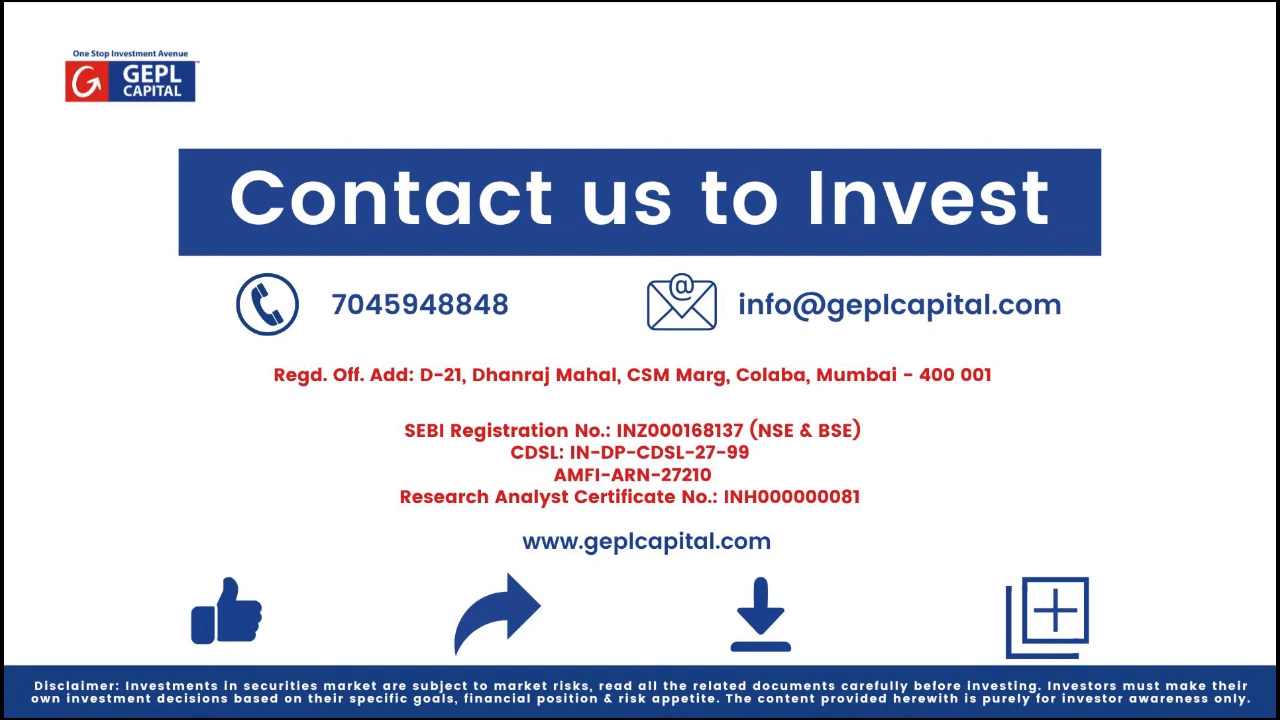 One Stop Investment Avenue
GEPL
CAPITAL
Contact us to Invest
7045948848
info@geplcapital.com
Regd. Off. Add: D-21, Dhanraj Mahal, CSM Marg, Colaba, Mumbai - 400 001
SEBI Registration No.: INZ000168137 (NSE & BSE)
CDSL: IN-DP-CDSL-27-99
AMFI-ARN-27210
Research Analyst Certificate No.: INH000000081
www.geplcapital.com
Disclaimer: Investments in securities market are subject to market risks, read all the related documents carefully before investing. Investors must make their
own investment decisions based on their specific goals, financial position & risk appetite. The content provided herewith is purely for investor awareness only.